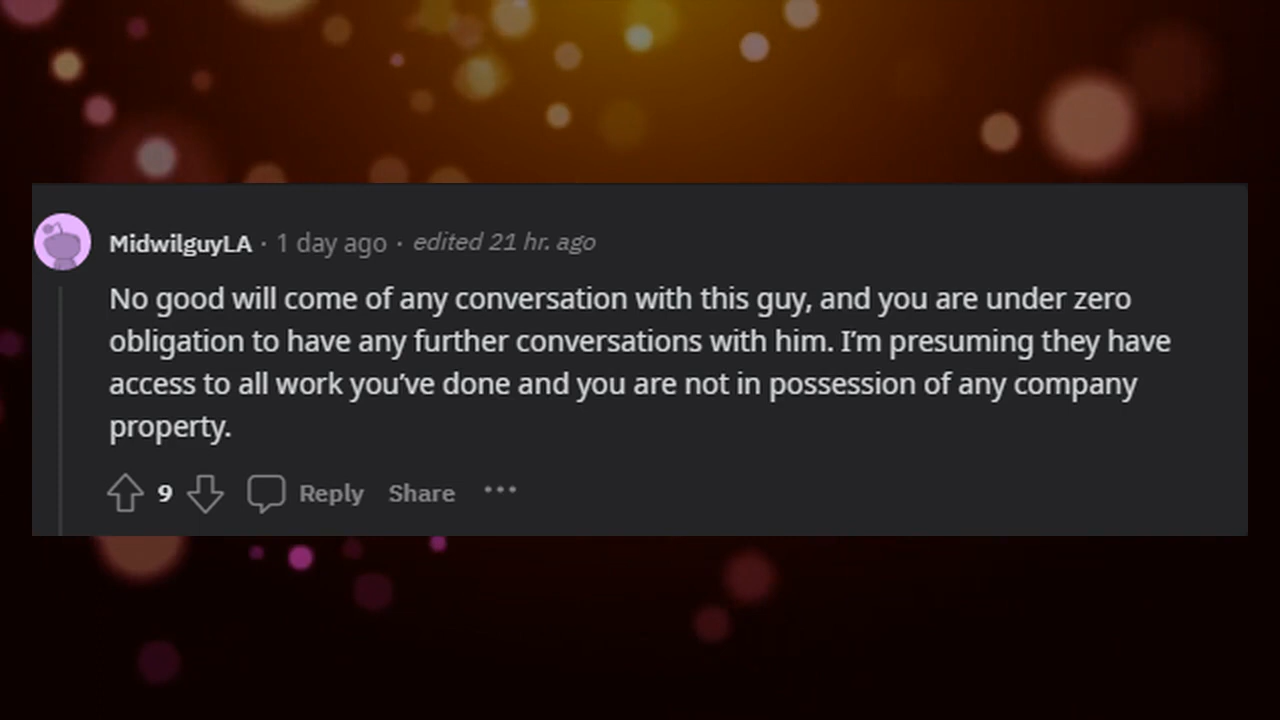 MidwilguyLA · 1 day ago · edited 21 hr. ago
No good will come of any conversation with this guy, and you are under zero
obligation to have any further conversations with him. I’m presuming they have
access to all work you’ve done and you are not in possession of any company
property.
9 Reply Share ···